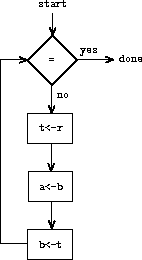 start
=
yes
done
no
t<-r
a<-b
b<-t